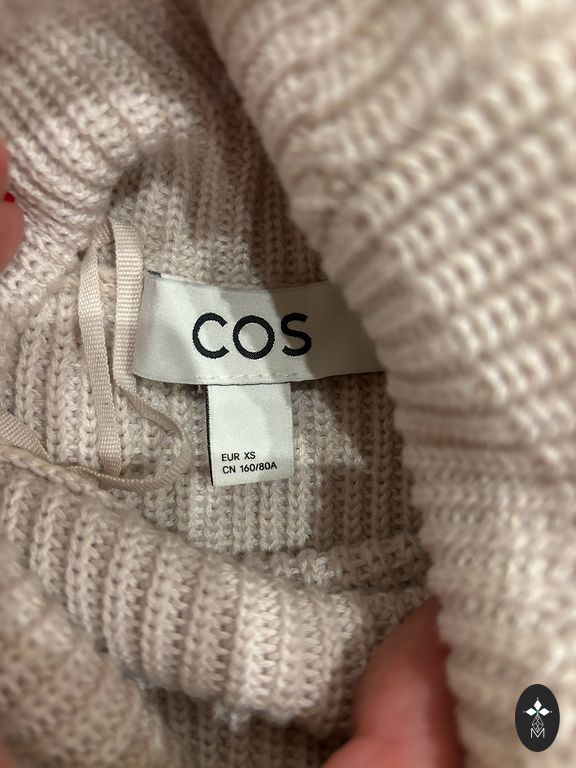 COS
EUR XS
CN 160/80A
M